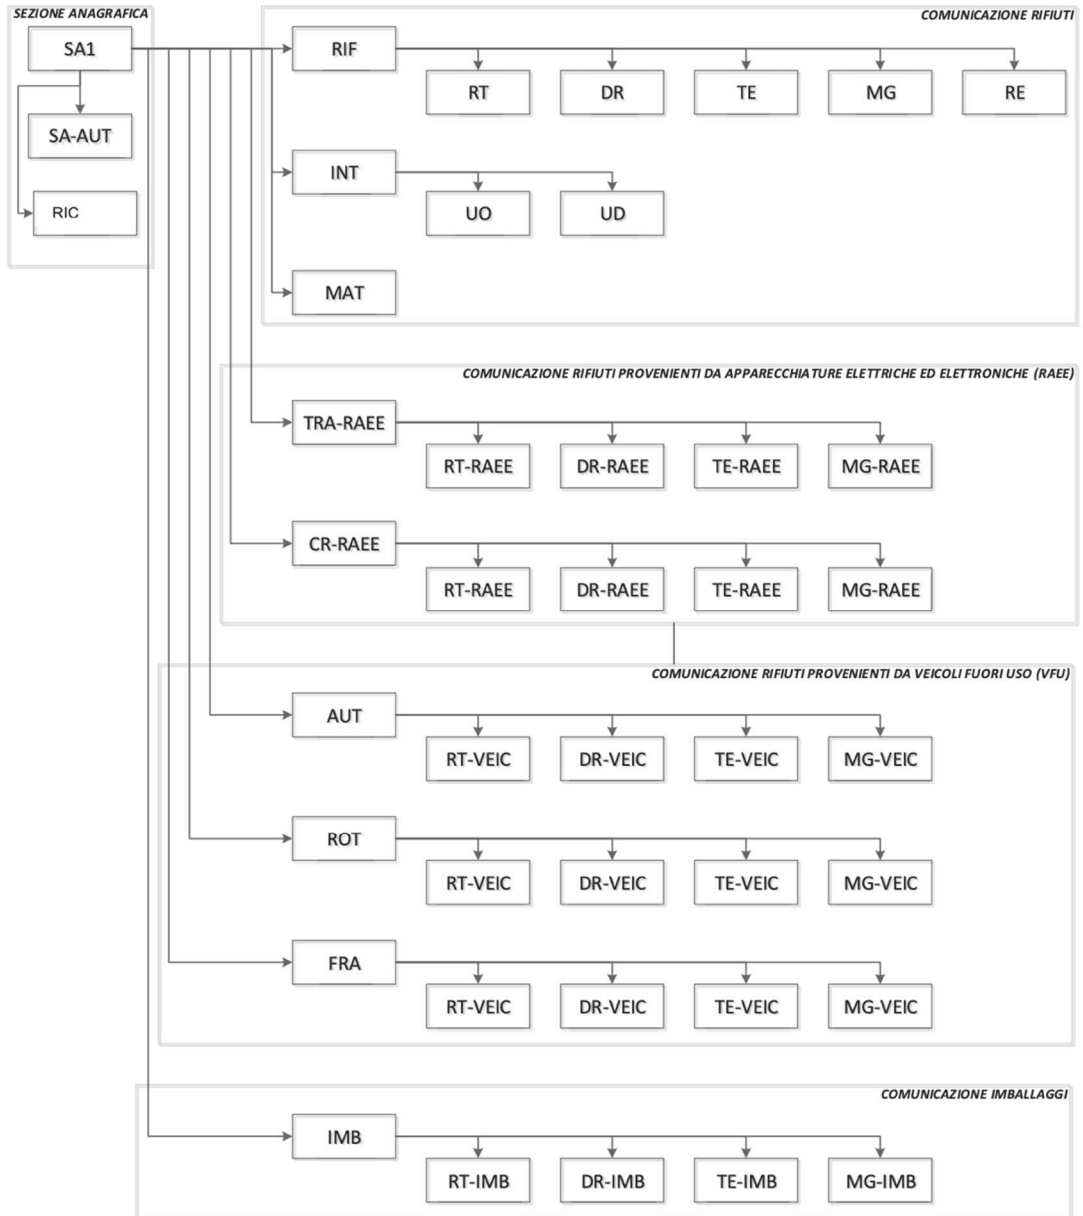 SEZIONE ANAGRAFICA
SA1
SA-AUT
RIC
COMUNICAZIONE RIFIUTI
RIF
RT DR TE MG RE
INT
UO UD
MAT
COMUNICAZIONE RIFIUTI PROVENIENTI DA APPARECCHIATURE ELETTRICHE ED ELETTRONICHE (RAEE)
TRA-RAEE
RT-RAEE DR-RAEE TE-RAEE MG-RAEE
CR-RAEE
RT-RAEE DR-RAEE TE-RAEE MG-RAEE
COMUNICAZIONE RIFIUTI PROVENIENTI DA VEICOLI FUORI USO (VFU)
AUT
RT-VEIC DR-VEIC TE-VEIC MG-VEIC
ROT
RT-VEIC DR-VEIC TE-VEIC MG-VEIC
FRA
RT-VEIC DR-VEIC TE-VEIC MG-VEIC
COMUNICAZIONE IMBALLAGGI
IMB
RT-IMB DR-IMB TE-IMB MG-IMB